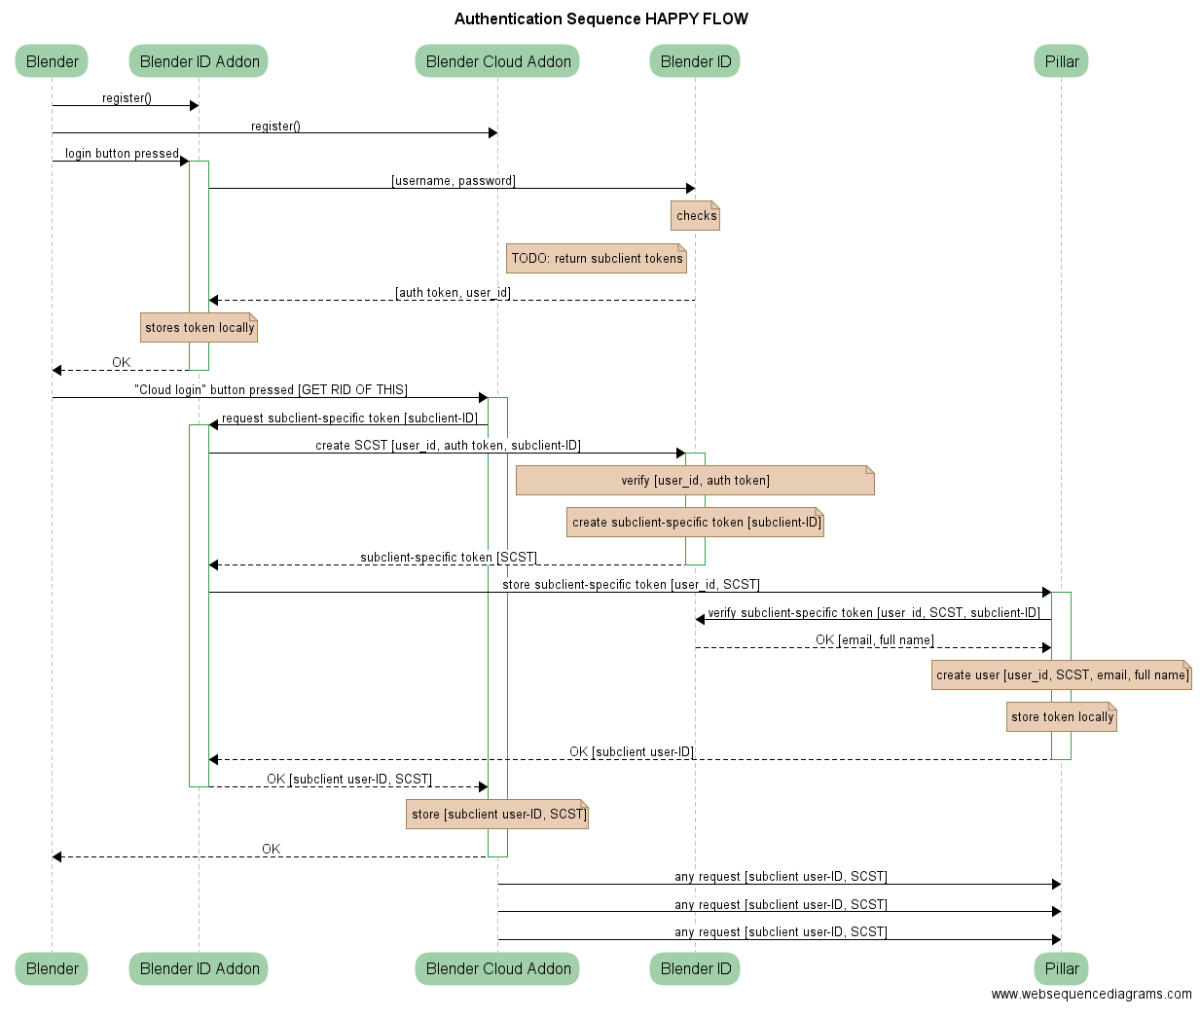 Authentication Sequence HAPPY FLOW
Blender
Blender ID Addon
Blender Cloud Addon
Blender ID
Pillar
register()
register()
login button pressed
[username, password]
checks
TODO: return subclient tokens
[auth token, user_id]
stores token locally
OK
"Cloud login" button pressed [GET RID OF THIS]
request subclient-specific token [subclient-ID]
create SCST [user_id, auth token, subclient-ID]
verify [user_id, auth token]
create subclient-specific token [subclient-ID]
subclient-specific token [SCST]
store subclient-specific token [user_id, SCST]
verify subclient-specific token [user_id, SCST, subclient-ID]
OK [email, full name]
create user [user_id, SCST, email, full name]
store token locally
OK [subclient user-ID]
OK [subclient user-ID, SCST]
store [subclient user-ID, SCST]
OK
any request [subclient user-ID, SCST]
any request [subclient user-ID, SCST]
any request [subclient user-ID, SCST]
Blender
Blender ID Addon
Blender Cloud Addon
Blender ID
Pillar
www.websequencediagrams.com